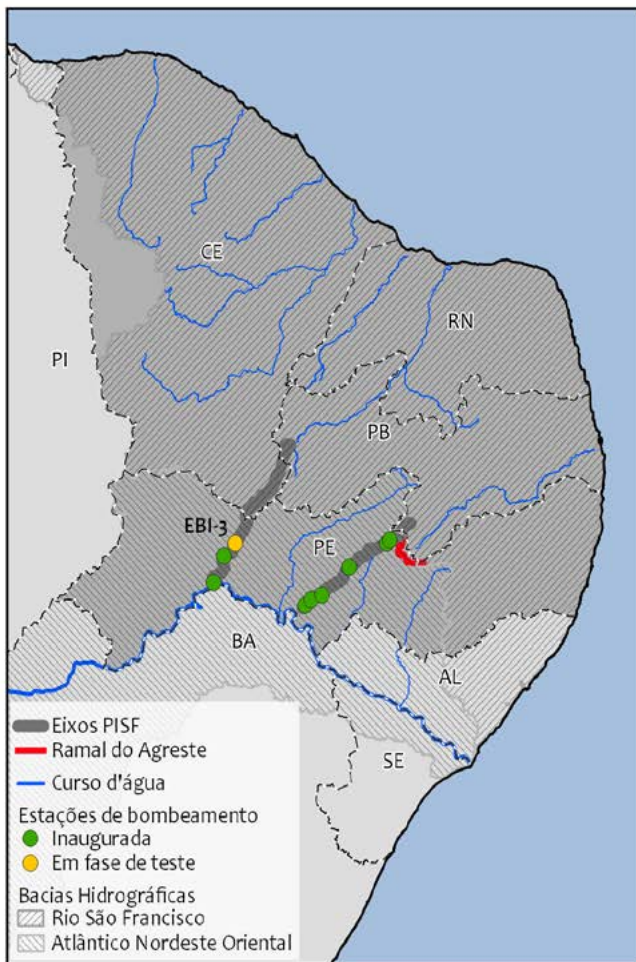 CE
RN
PI
PB
EBI-3
PE
BA
AL
SE
Eixos PISF
Ramal do Agreste
Curso d'água
Estações de bombeamento
Inaugurada
Em fase de teste
Bacias Hidrográficas
Rio São Francisco
Atlântico Nordeste Oriental